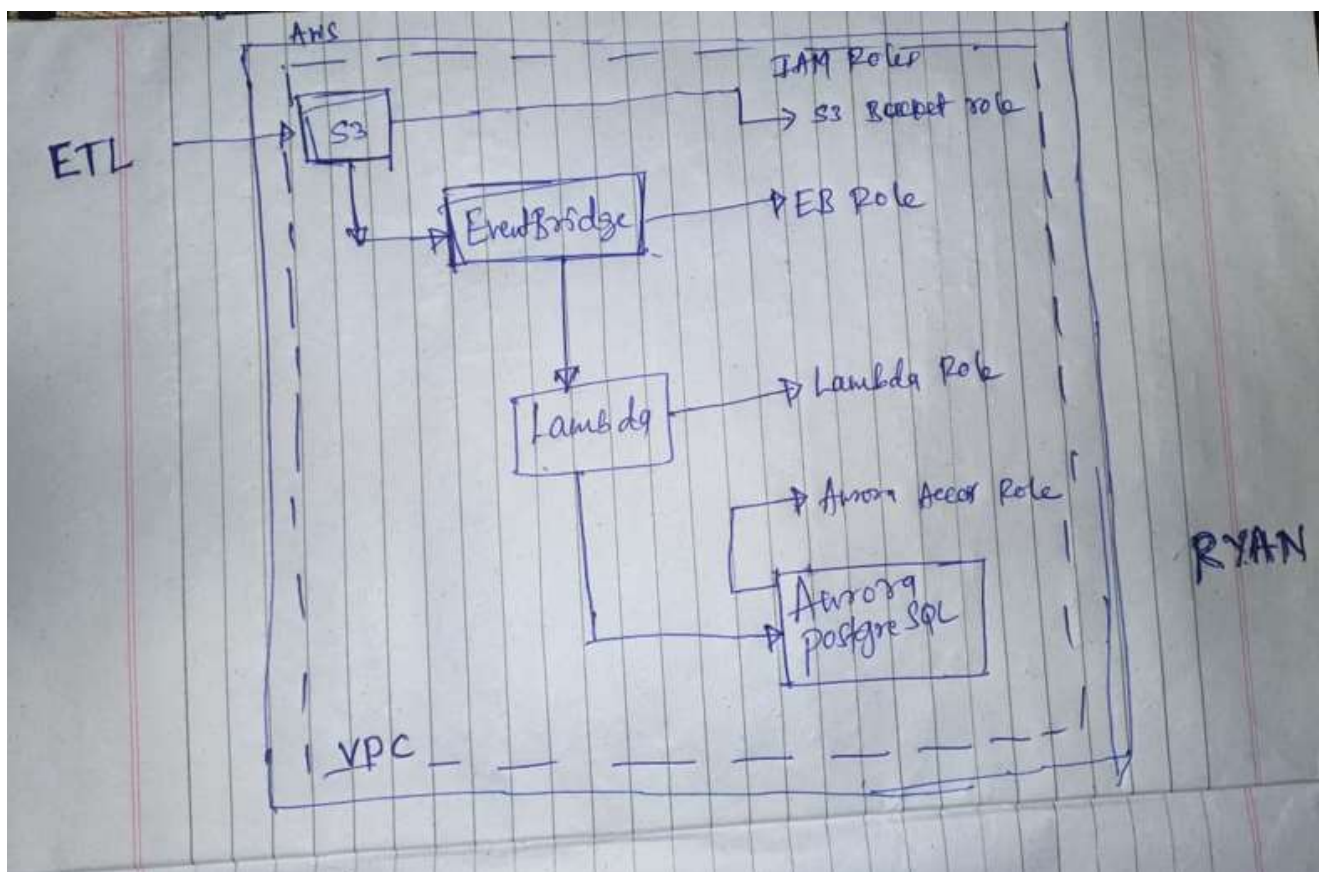 AWS
IAM Roles
S3
S3 Bucket role
ETL
EventBridge
EB Role
Lambda
Lambda Role
Aurora Acces Role
Aurora
postgreSQL
RYAN
VPC